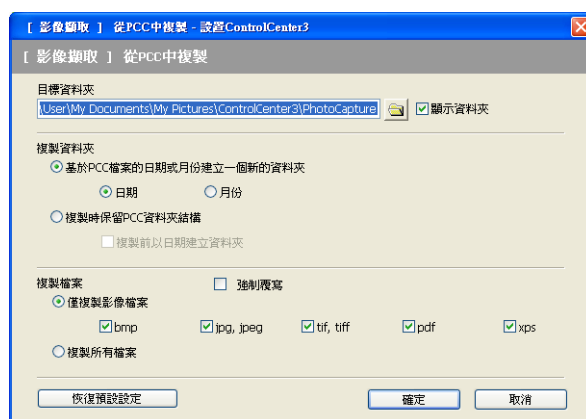 [ 影像擷取 ] 從PCC中複製 - 設置ControlCenter3
[ 影像擷取 ] 從PCC中複製
目標資料夾
\User\My Documents\My Pictures\ControlCenter3\PhotoCapture
顯示資料夾
複製資料夾
基於PCC檔案的日期或月份建立一個新的資料夾
日期 月份
複製時保留PCC資料夾結構
複製前以日期建立資料夾
複製檔案 強制覆寫
僅複製影像檔案
bmp jpg, jpeg tif, tiff pdf xps
複製所有檔案
恢復預設設定 確定 取消